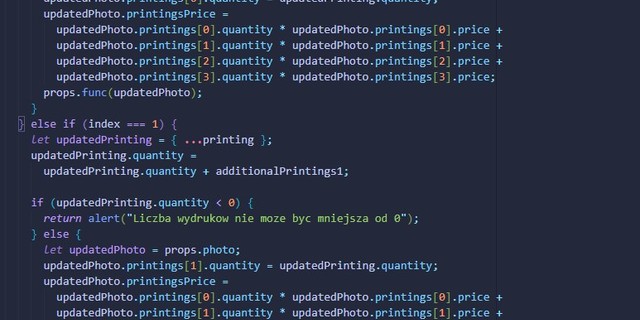 updatedPhoto.printings[0].quantity = updatedPrinting.quantity;
updatedPhoto.printingsPrice =
updatedPhoto.printings[0].quantity * updatedPhoto.printings[0].price +
updatedPhoto.printings[1].quantity * updatedPhoto.printings[1].price +
updatedPhoto.printings[2].quantity * updatedPhoto.printings[2].price +
updatedPhoto.printings[3].quantity * updatedPhoto.printings[3].price;
props.func(updatedPhoto);
}
} else if (index === 1) {
let updatedPrinting = { ...printing };
updatedPrinting.quantity =
updatedPrinting.quantity + additionalPrintings1;
if (updatedPrinting.quantity < 0) {
return alert("Liczba wydrukow nie moze byc mniejsza od 0");
} else {
let updatedPhoto = props.photo;
updatedPhoto.printings[1].quantity = updatedPrinting.quantity;
updatedPhoto.printingsPrice =
updatedPhoto.printings[0].quantity * updatedPhoto.printings[0].price +
updatedPhoto.printings[1].quantity * updatedPhoto.printings[1].price +